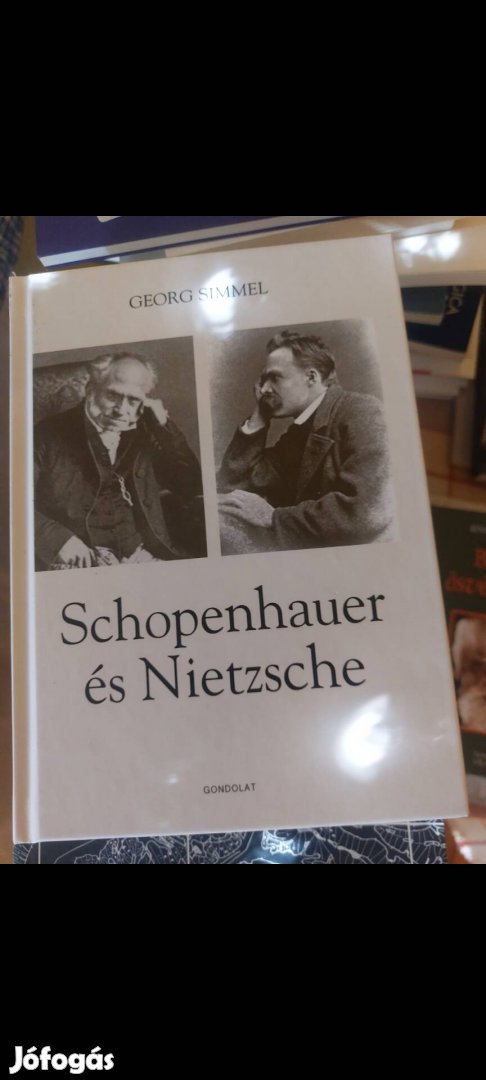 GEORG SIMMEL
Schopenhauer
és Nietzsche
GONDOLAT
Jófogás